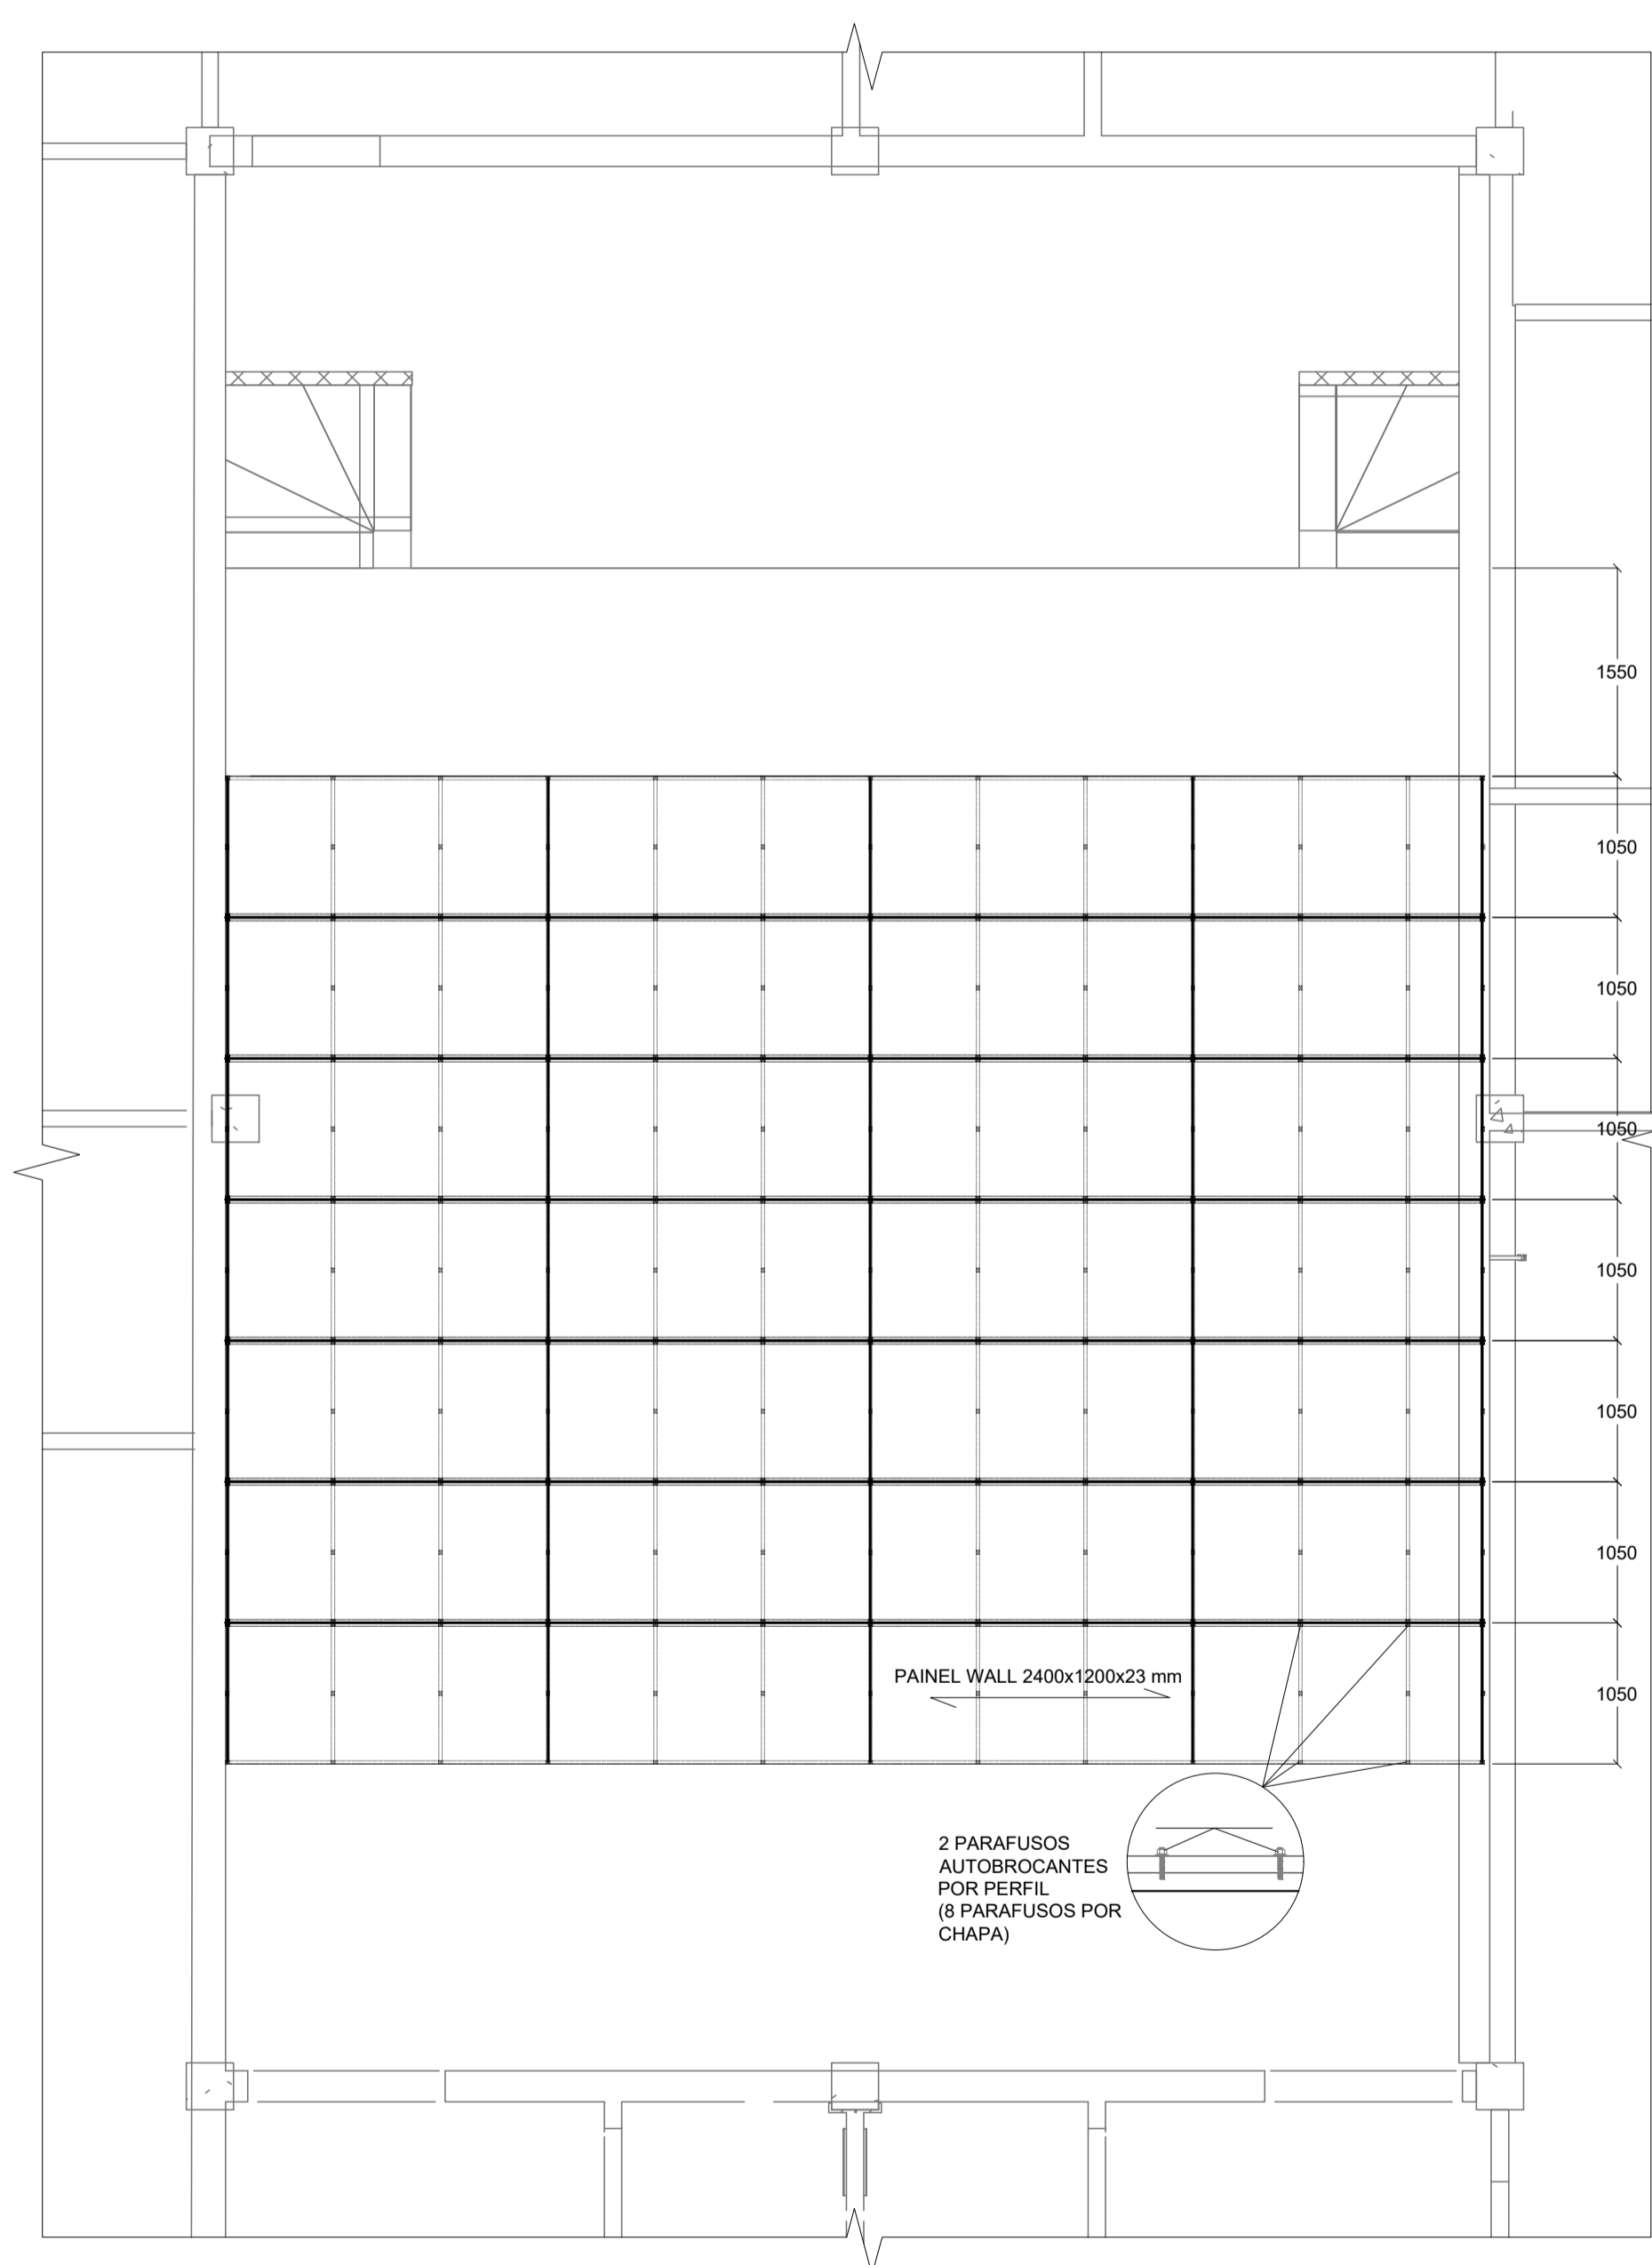 1550
1050
1050
1050
1050
1050
1050
PAINEL WALL 2400x1200x23 mm
1050
2 PARAFUSOS
AUTOBROCANTES
POR PERFIL
(8 PARAFUSOS POR
CHAPA)